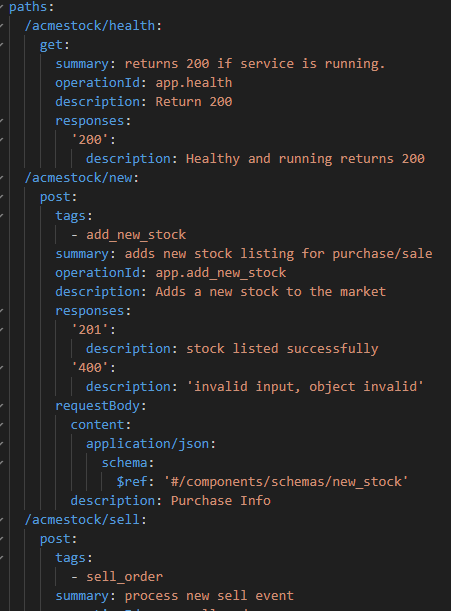 paths:
  /acmestock/health:
    get:
      summary: returns 200 if service is running.
      operationId: app.health
      description: Return 200
      responses:
        '200':
          description: Healthy and running returns 200
  /acmestock/new:
    post:
      tags:
        - add_new_stock
      summary: adds new stock listing for purchase/sale
      operationId: app.add_new_stock
      description: Adds a new stock to the market
      responses:
        '201':
          description: stock listed successfully
        '400':
          description: 'invalid input, object invalid'
      requestBody:
        content:
          application/json:
            schema:
              $ref: '#/components/schemas/new_stock'
        description: Purchase Info
  /acmestock/sell:
    post:
      tags:
        - sell_order
      summary: process new sell event